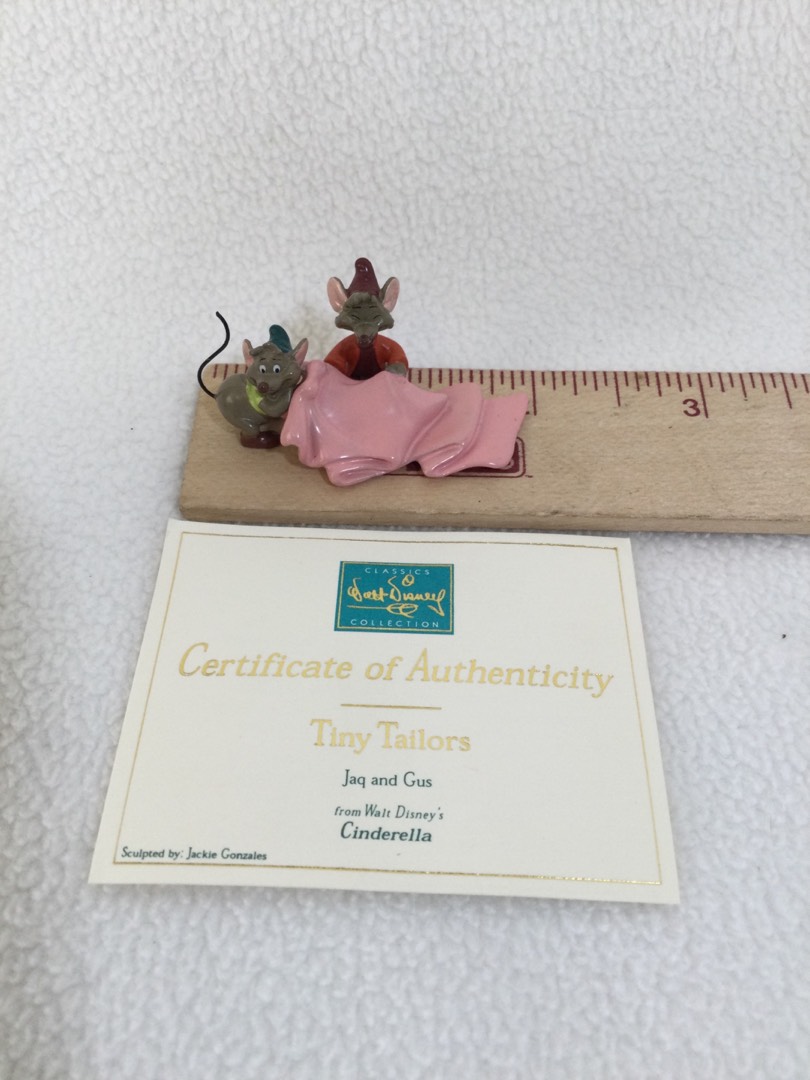 3
CLASSICS
Walt Disney
COLLECTION
Certificate of Authenticity
Tiny Tailors
Jaq and Gus
from Walt Disney's
Cinderella
Sculpted by: Jackie Gonzales